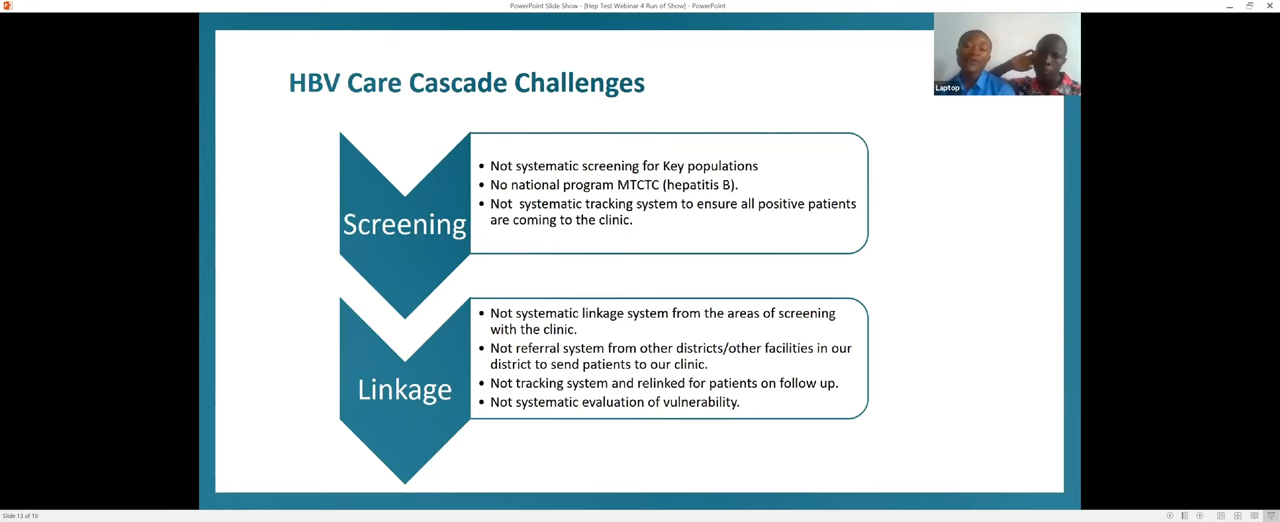 PowerPoint Slide Show - [Hep Test Webinar 4 Run of Show] - PowerPoint
Laptop
HBV Care Cascade Challenges
Screening
• Not systematic screening for Key populations
• No national program MTCTC (hepatitis B).
• Not systematic tracking system to ensure all positive patients
are coming to the clinic.
Linkage
• Not systematic linkage system from the areas of screening
with the clinic.
• Not referral system from other districts/other facilities in our
district to send patients to our clinic.
• Not tracking system and relinked for patients on follow up.
• Not systematic evaluation of vulnerability.
Slide 13 of 16